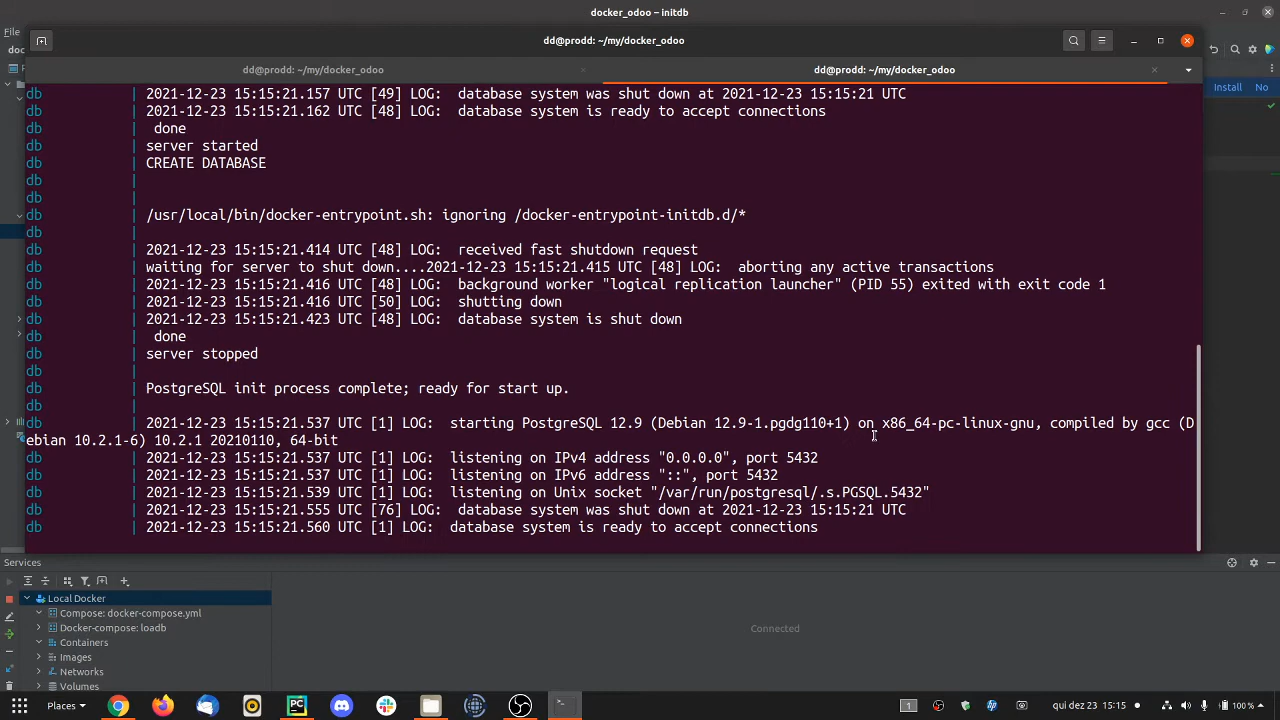 docker_odoo – initdb
File
dd@prodd: ~/my/docker_odoo
doc
dd@prodd: ~/my/docker_odoo
dd@prodd: ~/my/docker_odoo
Install No
db | 2021-12-23 15:15:21.157 UTC [49] LOG: database system was shut down at 2021-12-23 15:15:21 UTC
db | 2021-12-23 15:15:21.162 UTC [48] LOG: database system is ready to accept connections
db | done
db | server started
db | CREATE DATABASE
db |
db |
db | /usr/local/bin/docker-entrypoint.sh: ignoring /docker-entrypoint-initdb.d/*
db |
db | 2021-12-23 15:15:21.414 UTC [48] LOG: received fast shutdown request
db | waiting for server to shut down....2021-12-23 15:15:21.415 UTC [48] LOG: aborting any active transactions
db | 2021-12-23 15:15:21.416 UTC [48] LOG: background worker "logical replication launcher" (PID 55) exited with exit code 1
db | 2021-12-23 15:15:21.416 UTC [50] LOG: shutting down
db | 2021-12-23 15:15:21.423 UTC [48] LOG: database system is shut down
db | done
db | server stopped
db |
db | PostgreSQL init process complete; ready for start up.
db |
db | 2021-12-23 15:15:21.537 UTC [1] LOG: starting PostgreSQL 12.9 (Debian 12.9-1.pgdg110+1) on x86_64-pc-linux-gnu, compiled by gcc (D
ebian 10.2.1-6) 10.2.1 20210110, 64-bit
db | 2021-12-23 15:15:21.537 UTC [1] LOG: listening on IPv4 address "0.0.0.0", port 5432
db | 2021-12-23 15:15:21.537 UTC [1] LOG: listening on IPv6 address "::", port 5432
db | 2021-12-23 15:15:21.539 UTC [1] LOG: listening on Unix socket "/var/run/postgresql/.s.PGSQL.5432"
db | 2021-12-23 15:15:21.555 UTC [76] LOG: database system was shut down at 2021-12-23 15:15:21 UTC
db | 2021-12-23 15:15:21.560 UTC [1] LOG: database system is ready to accept connections
Services
Local Docker
Compose: docker-compose.yml
Docker-compose: loadb
Containers
Images
Networks
Volumes
Connected
Places
PC
1
qui dez 23 15:15
100 %